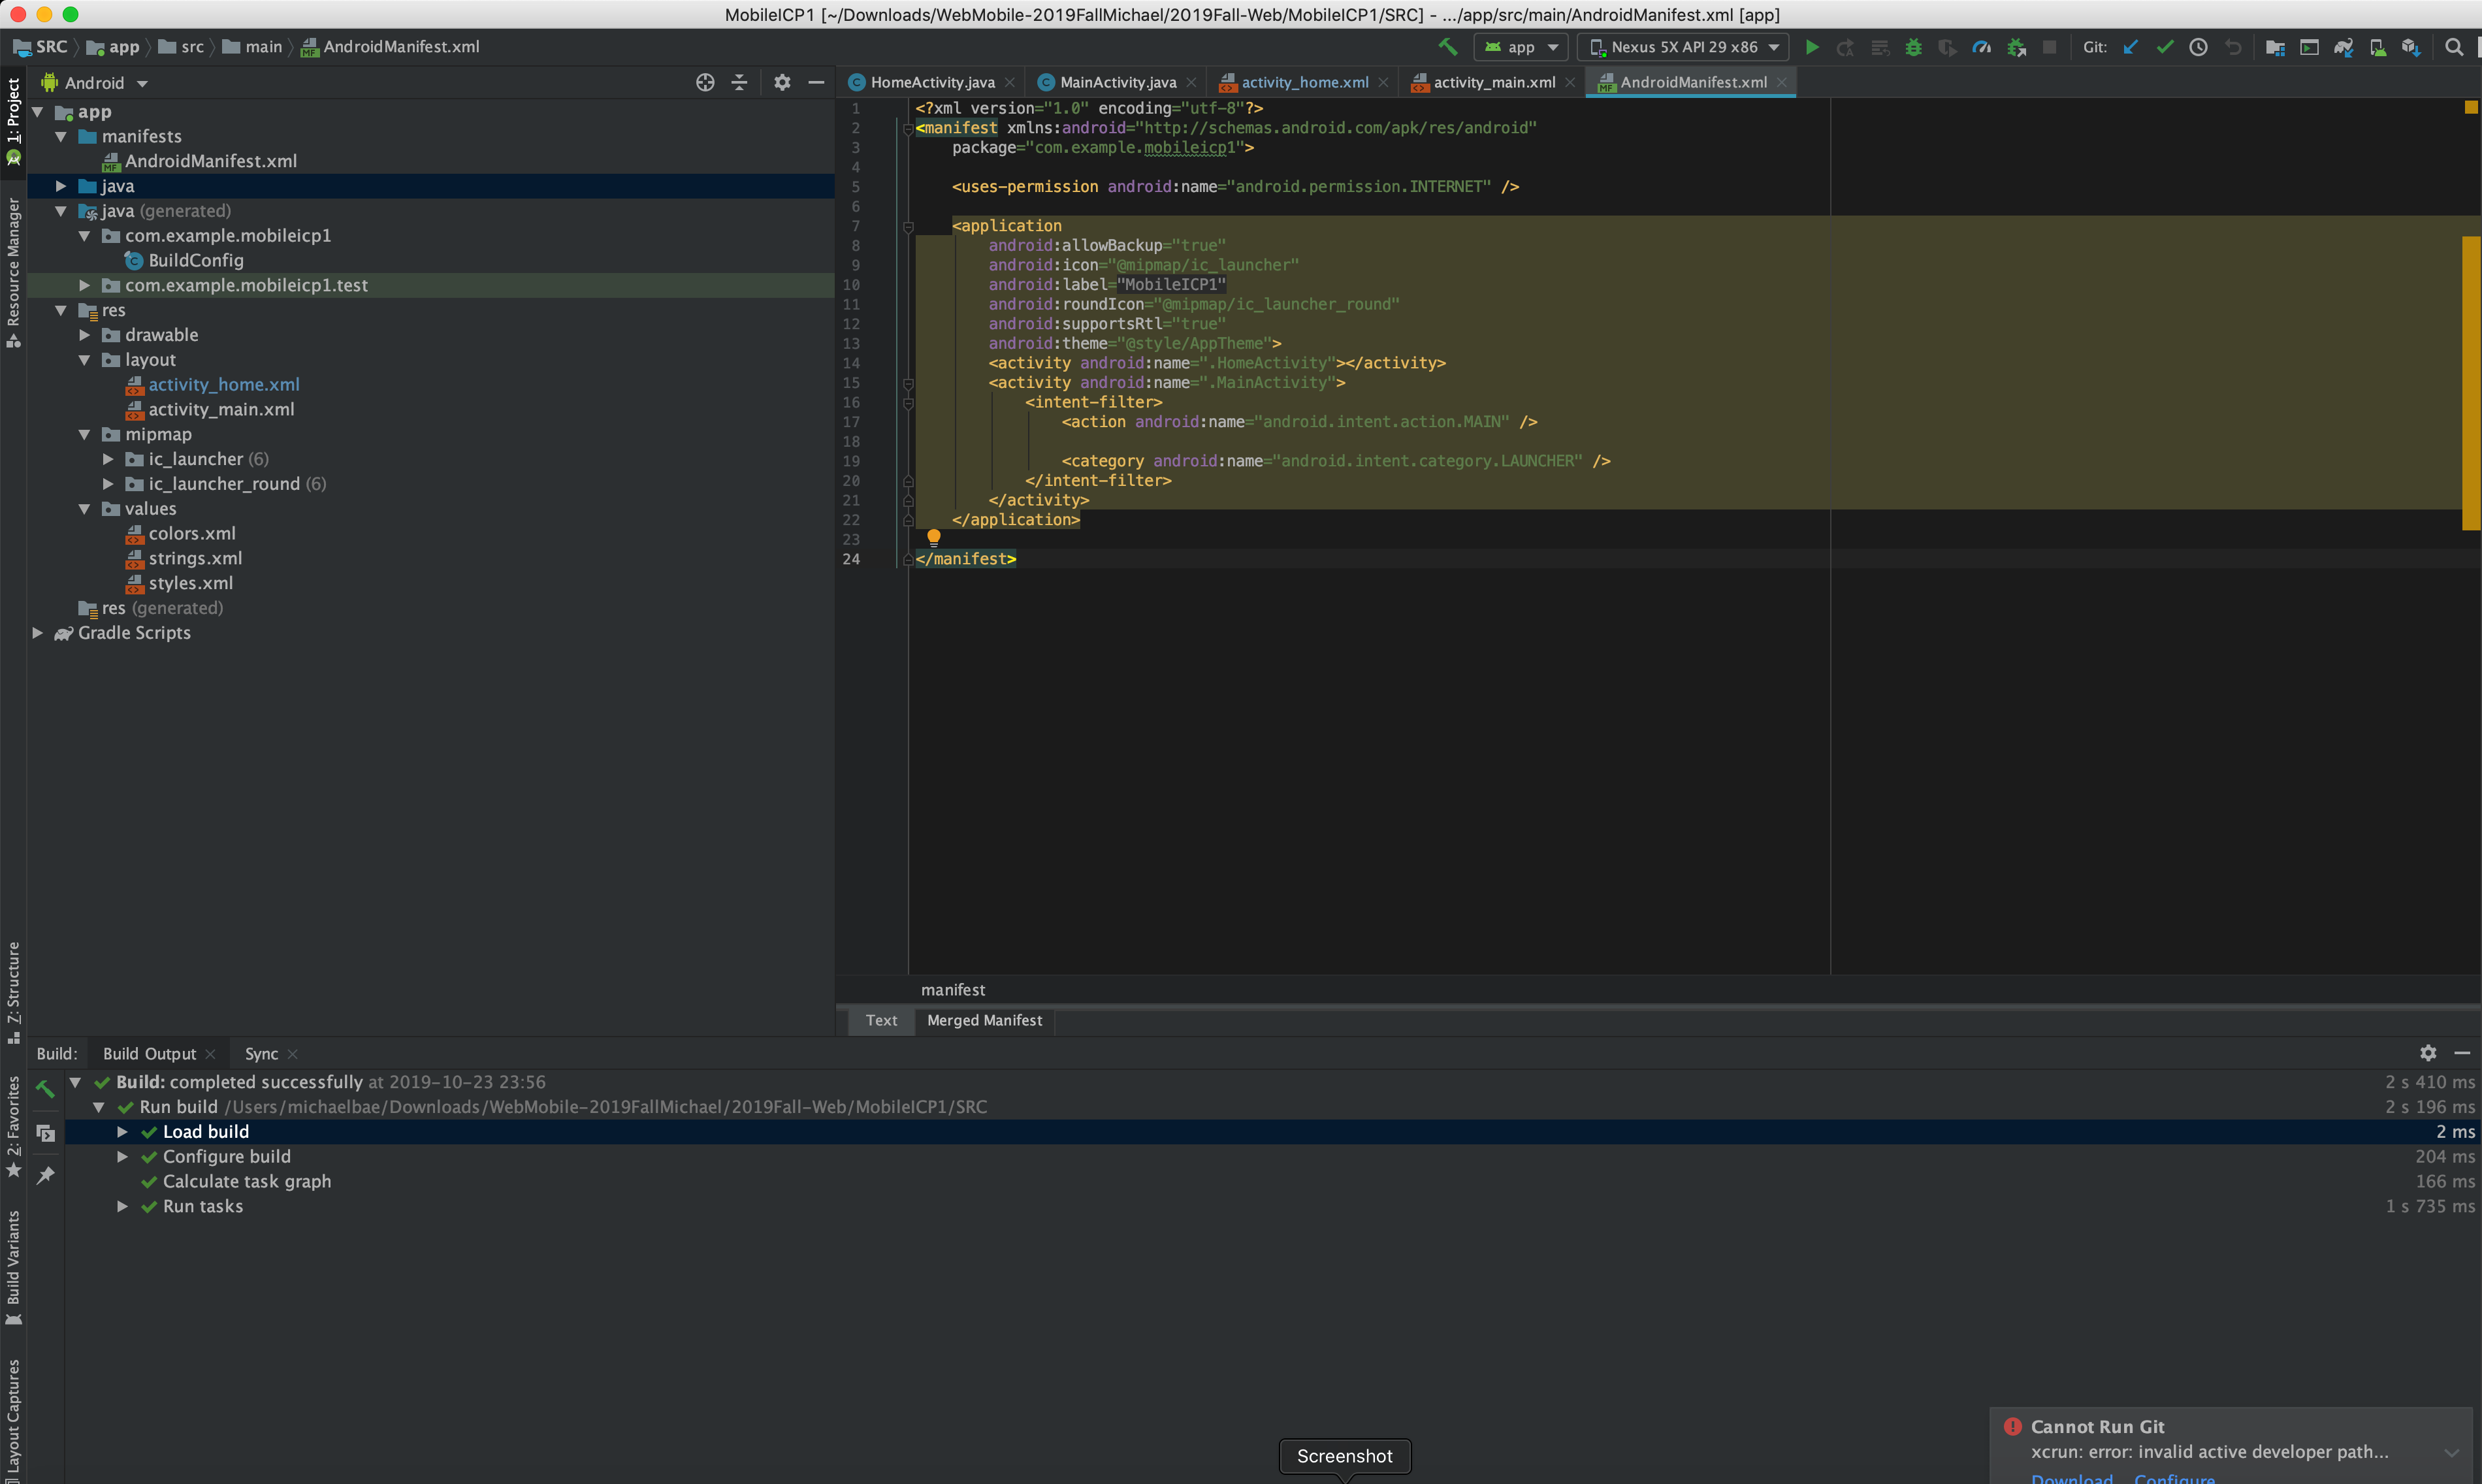 MobileICP1 [~/Downloads/WebMobile-2019FallMichael/2019Fall-Web/MobileICP1/SRC] - .../app/src/main/AndroidManifest.xml [app]
SRC app src main AndroidManifest.xml
app Nexus 5X API 29 x86 Git:
Android
HomeActivity.java MainActivity.java activity_home.xml activity_main.xml AndroidManifest.xml
1: Project
Resource Manager
7: Structure
2: Favorites
Build Variants
Layout Captures
app
manifests
AndroidManifest.xml
java
java (generated)
com.example.mobileicp1
BuildConfig
com.example.mobileicp1.test
res
drawable
layout
activity_home.xml
activity_main.xml
mipmap
ic_launcher (6)
ic_launcher_round (6)
values
colors.xml
strings.xml
styles.xml
res (generated)
Gradle Scripts
1 <?xml version="1.0" encoding="utf-8"?>
2 <manifest xmlns:android="http://schemas.android.com/apk/res/android"
3 package="com.example.mobileicp1">
4
5 <uses-permission android:name="android.permission.INTERNET" />
6
7 <application
8 android:allowBackup="true"
9 android:icon="@mipmap/ic_launcher"
10 android:label="MobileICP1"
11 android:roundIcon="@mipmap/ic_launcher_round"
12 android:supportsRtl="true"
13 android:theme="@style/AppTheme">
14 <activity android:name=".HomeActivity"></activity>
15 <activity android:name=".MainActivity">
16 <intent-filter>
17 <action android:name="android.intent.action.MAIN" />
18
19 <category android:name="android.intent.category.LAUNCHER" />
20 </intent-filter>
21 </activity>
22 </application>
23
24 </manifest>
manifest
Text Merged Manifest
Build: Build Output Sync
Build: completed successfully at 2019-10-23 23:56 2 s 410 ms
Run build /Users/michaelbae/Downloads/WebMobile-2019FallMichael/2019Fall-Web/MobileICP1/SRC 2 s 196 ms
Load build 2 ms
Configure build 204 ms
Calculate task graph 166 ms
Run tasks 1 s 735 ms
Cannot Run Git
xcrun: error: invalid active developer path...
Download Configure
Screenshot